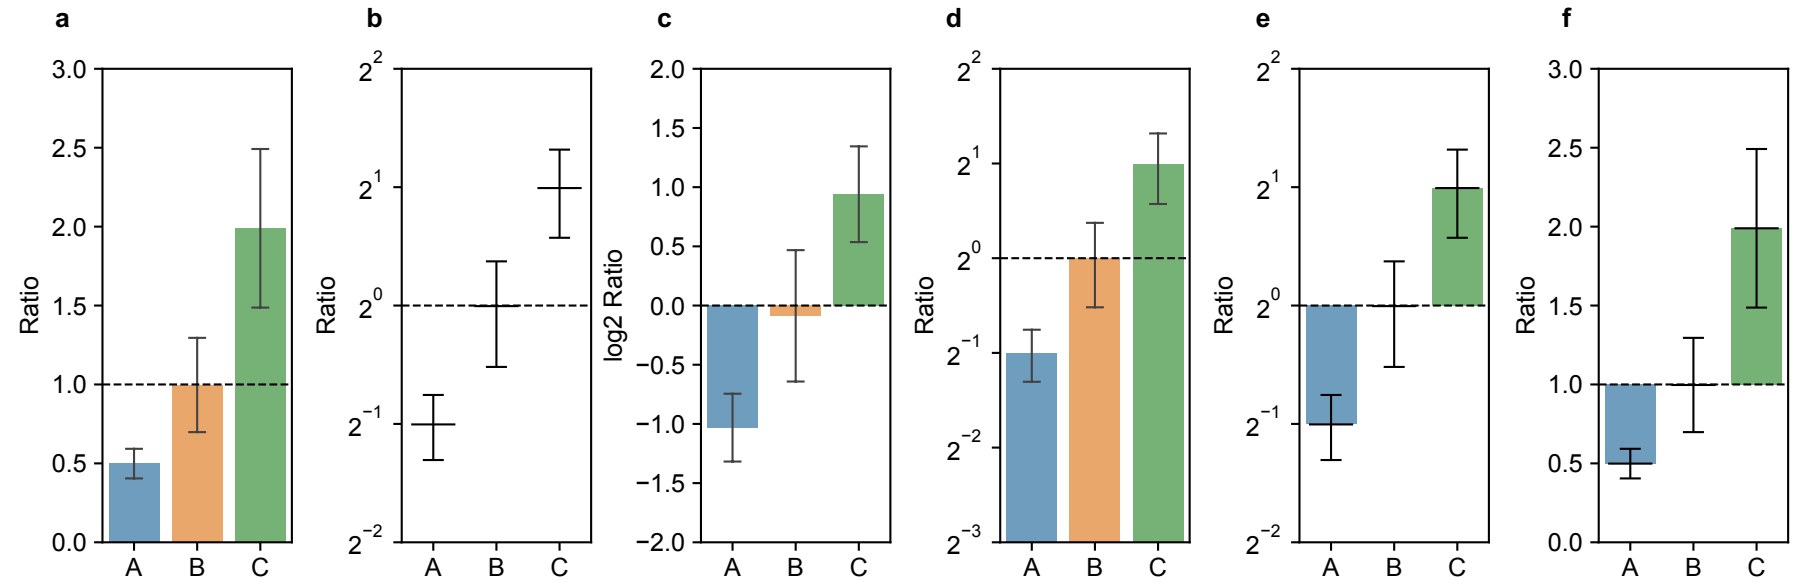 a
3.0
2.5
2.0
1.5
1.0
0.5
0.0
Ratio
A B C
b
2^2
2^1
2^0
2^−1
2^−2
Ratio
A B C
c
2.0
1.5
1.0
0.5
0.0
−0.5
−1.0
−1.5
−2.0
log2 Ratio
A B C
d
2^2
2^1
2^0
2^−1
2^−2
2^−3
Ratio
A B C
e
2^2
2^1
2^0
2^−1
2^−2
Ratio
A B C
f
3.0
2.5
2.0
1.5
1.0
0.5
0.0
Ratio
A B C